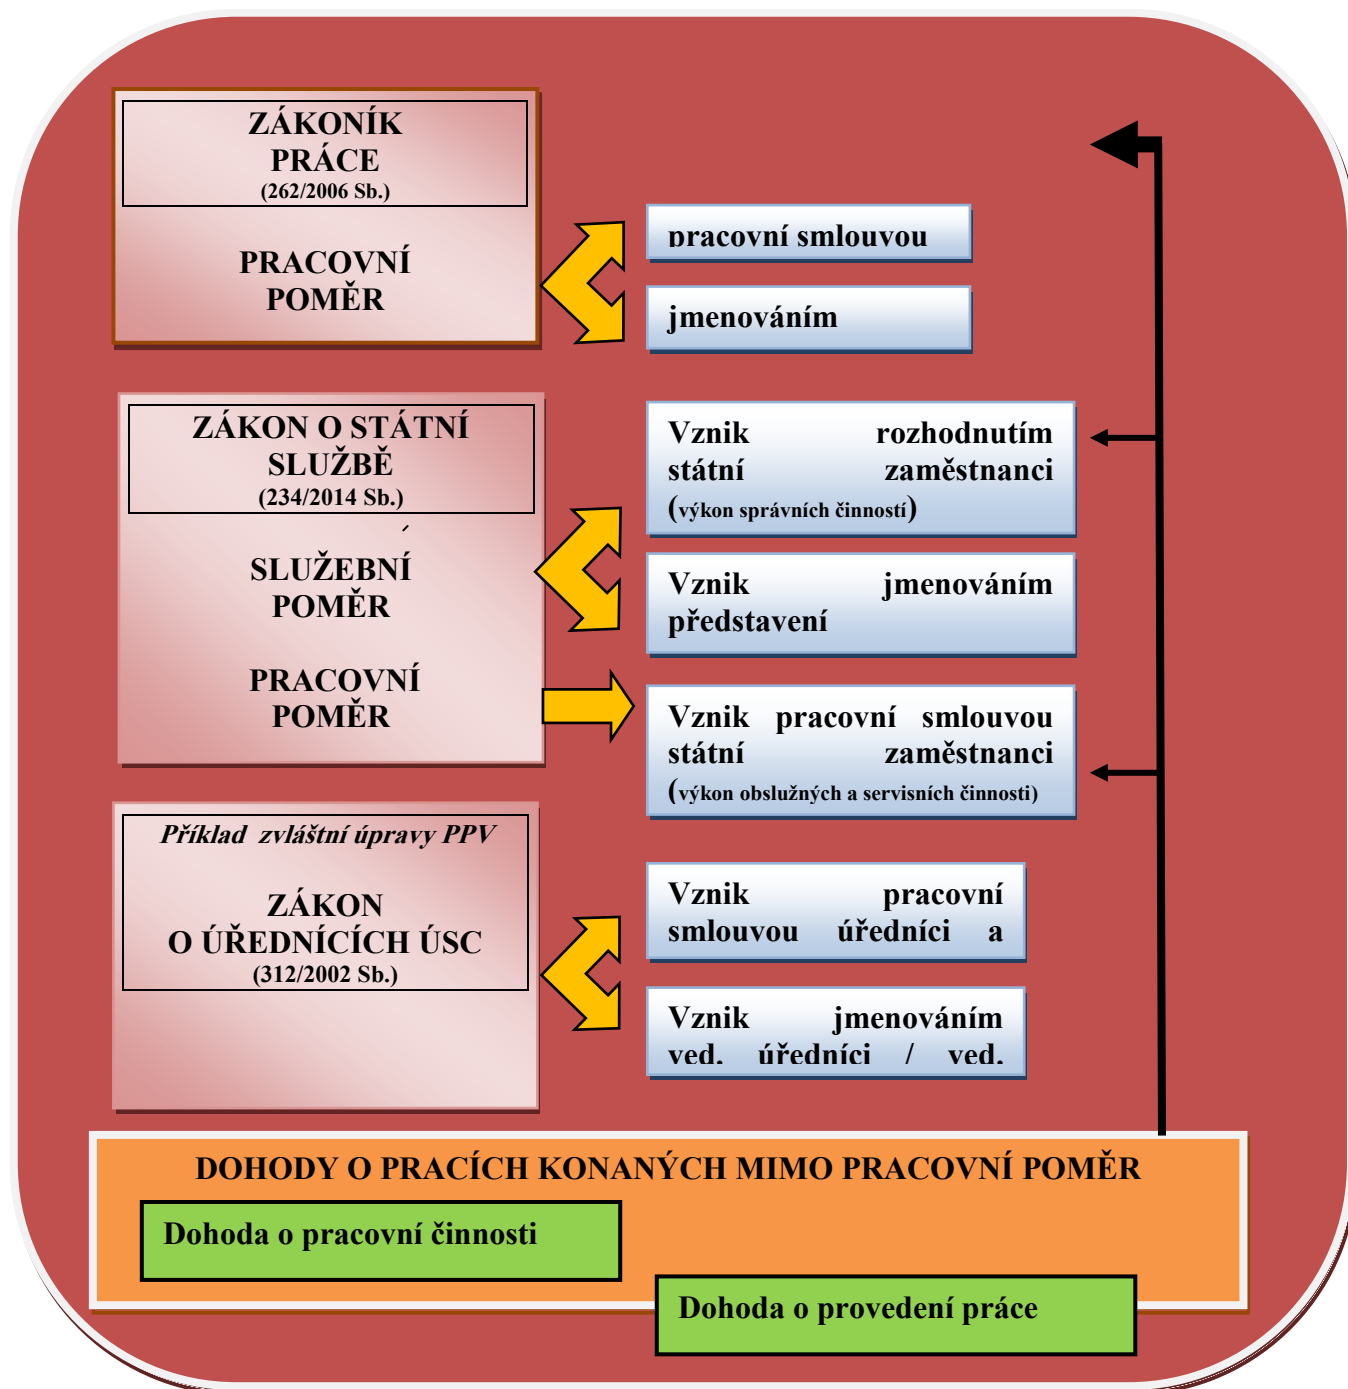 ZÁKONÍK
PRÁCE
(262/2006 Sb.)
PRACOVNÍ
POMĚR
pracovní smlouvou
jmenováním
ZÁKON O STÁTNÍ
SLUŽBĚ
(234/2014 Sb.)
SLUŽEBNÍ
POMĚR
PRACOVNÍ
POMĚR
Vznik rozhodnutím
státní zaměstnanci
(výkon správních činností)
Vznik jmenováním
představení
Vznik pracovní smlouvou
státní zaměstnanci
(výkon obslužných a servisních činnosti)
Příklad zvláštní úpravy PPV
ZÁKON
O ÚŘEDNÍCÍCH ÚSC
(312/2002 Sb.)
Vznik pracovní
smlouvou úředníci a
Vznik jmenováním
ved. úředníci / ved.
DOHODY O PRACÍCH KONANÝCH MIMO PRACOVNÍ POMĚR
Dohoda o pracovní činnosti
Dohoda o provedení práce